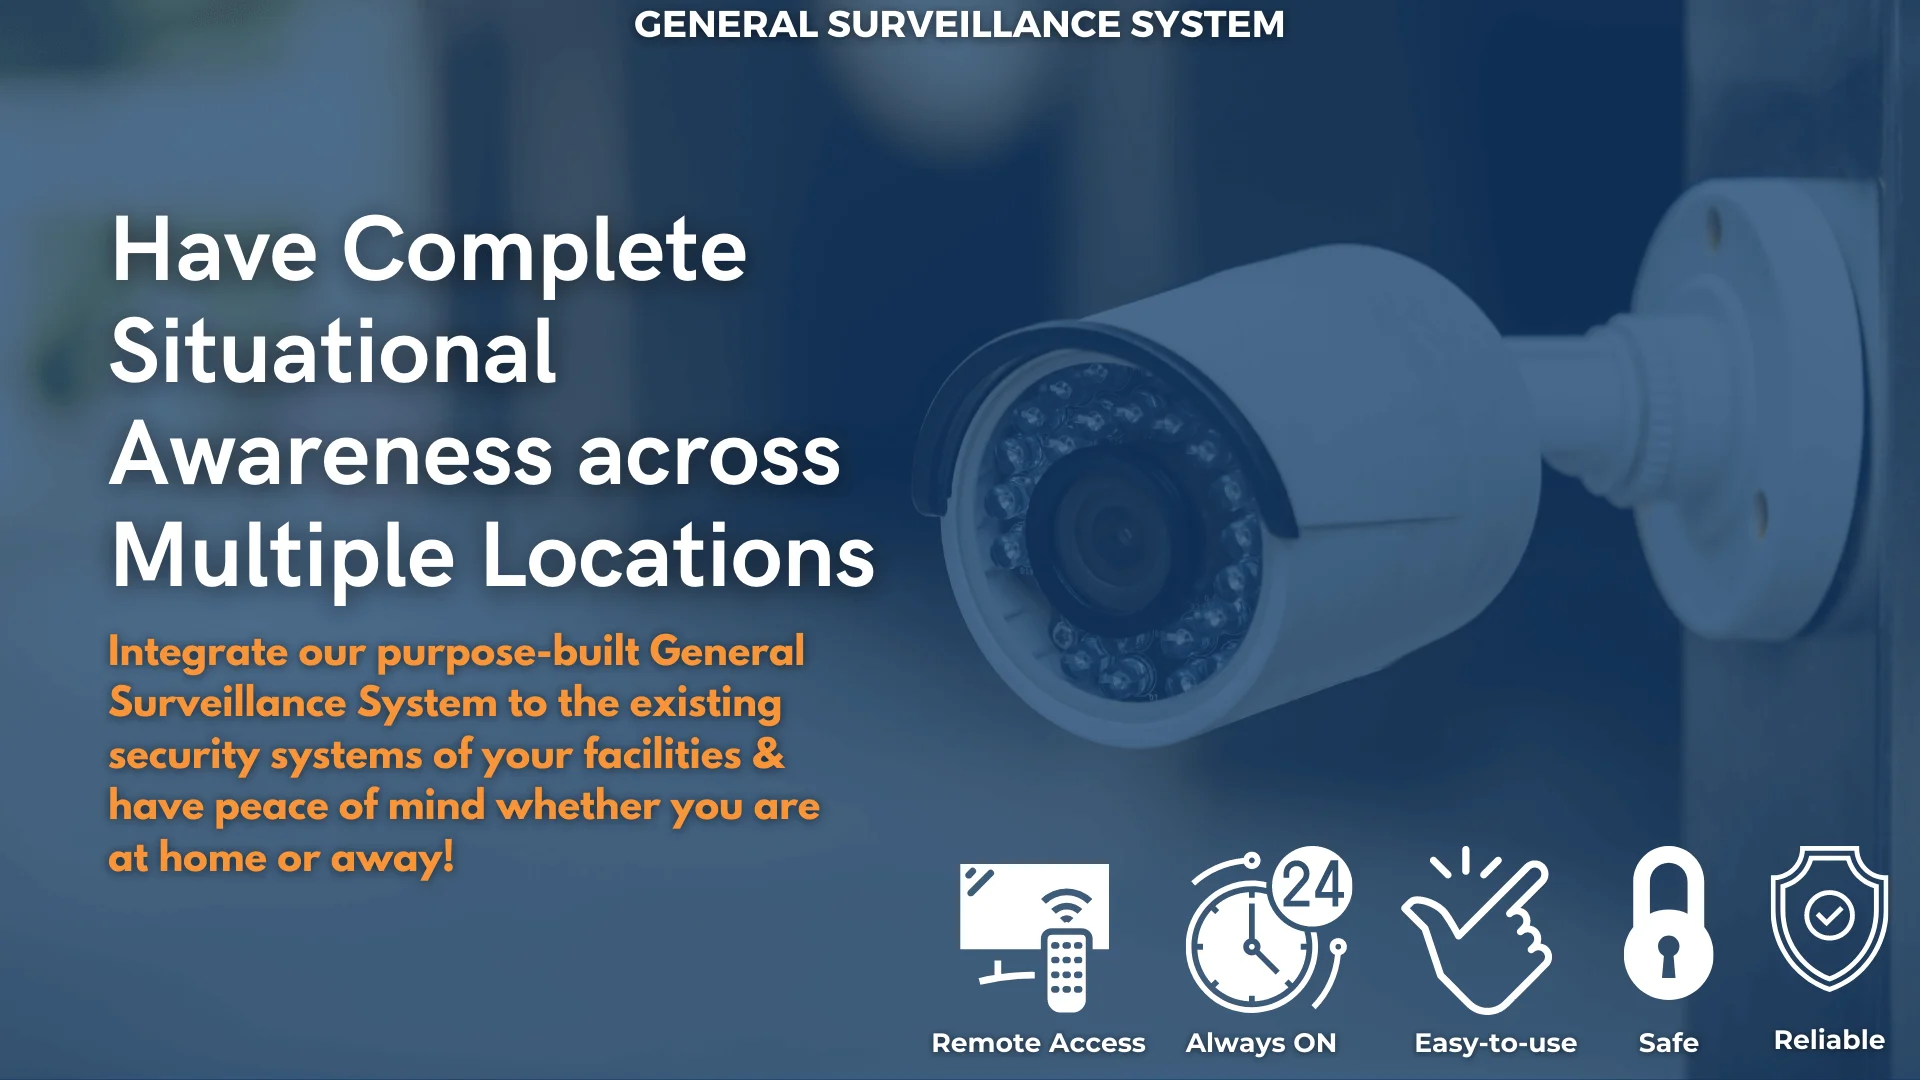 GENERAL SURVEILLANCE SYSTEM
Have Complete
Situational
Awareness across
Multiple Locations
Integrate our purpose-built General
Surveillance System to the existing
security systems of your facilities &
have peace of mind whether you are
at home or away!
24
Remote Access
Always ON
Easy-to-use
Safe
Reliable